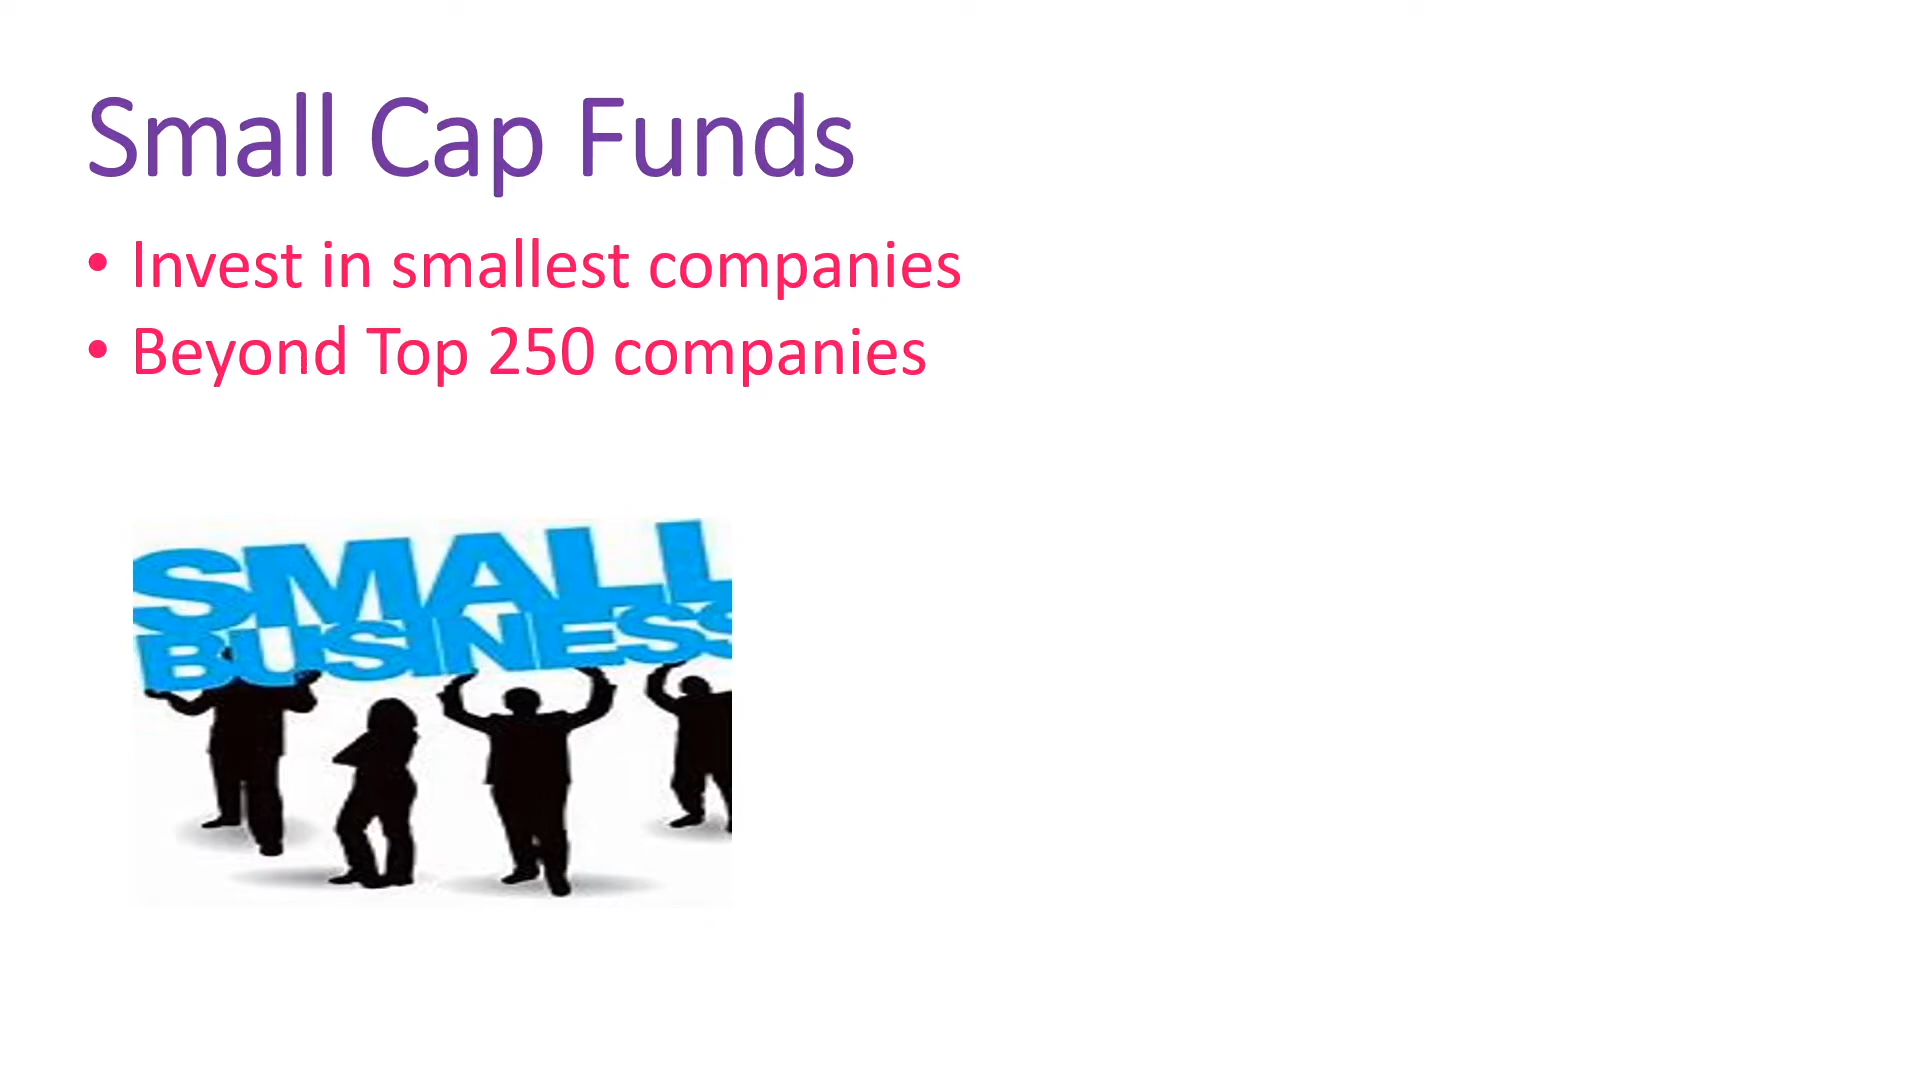 Small Cap Funds
• Invest in smallest companies
• Beyond Top 250 companies
SMALL
BUSINESS